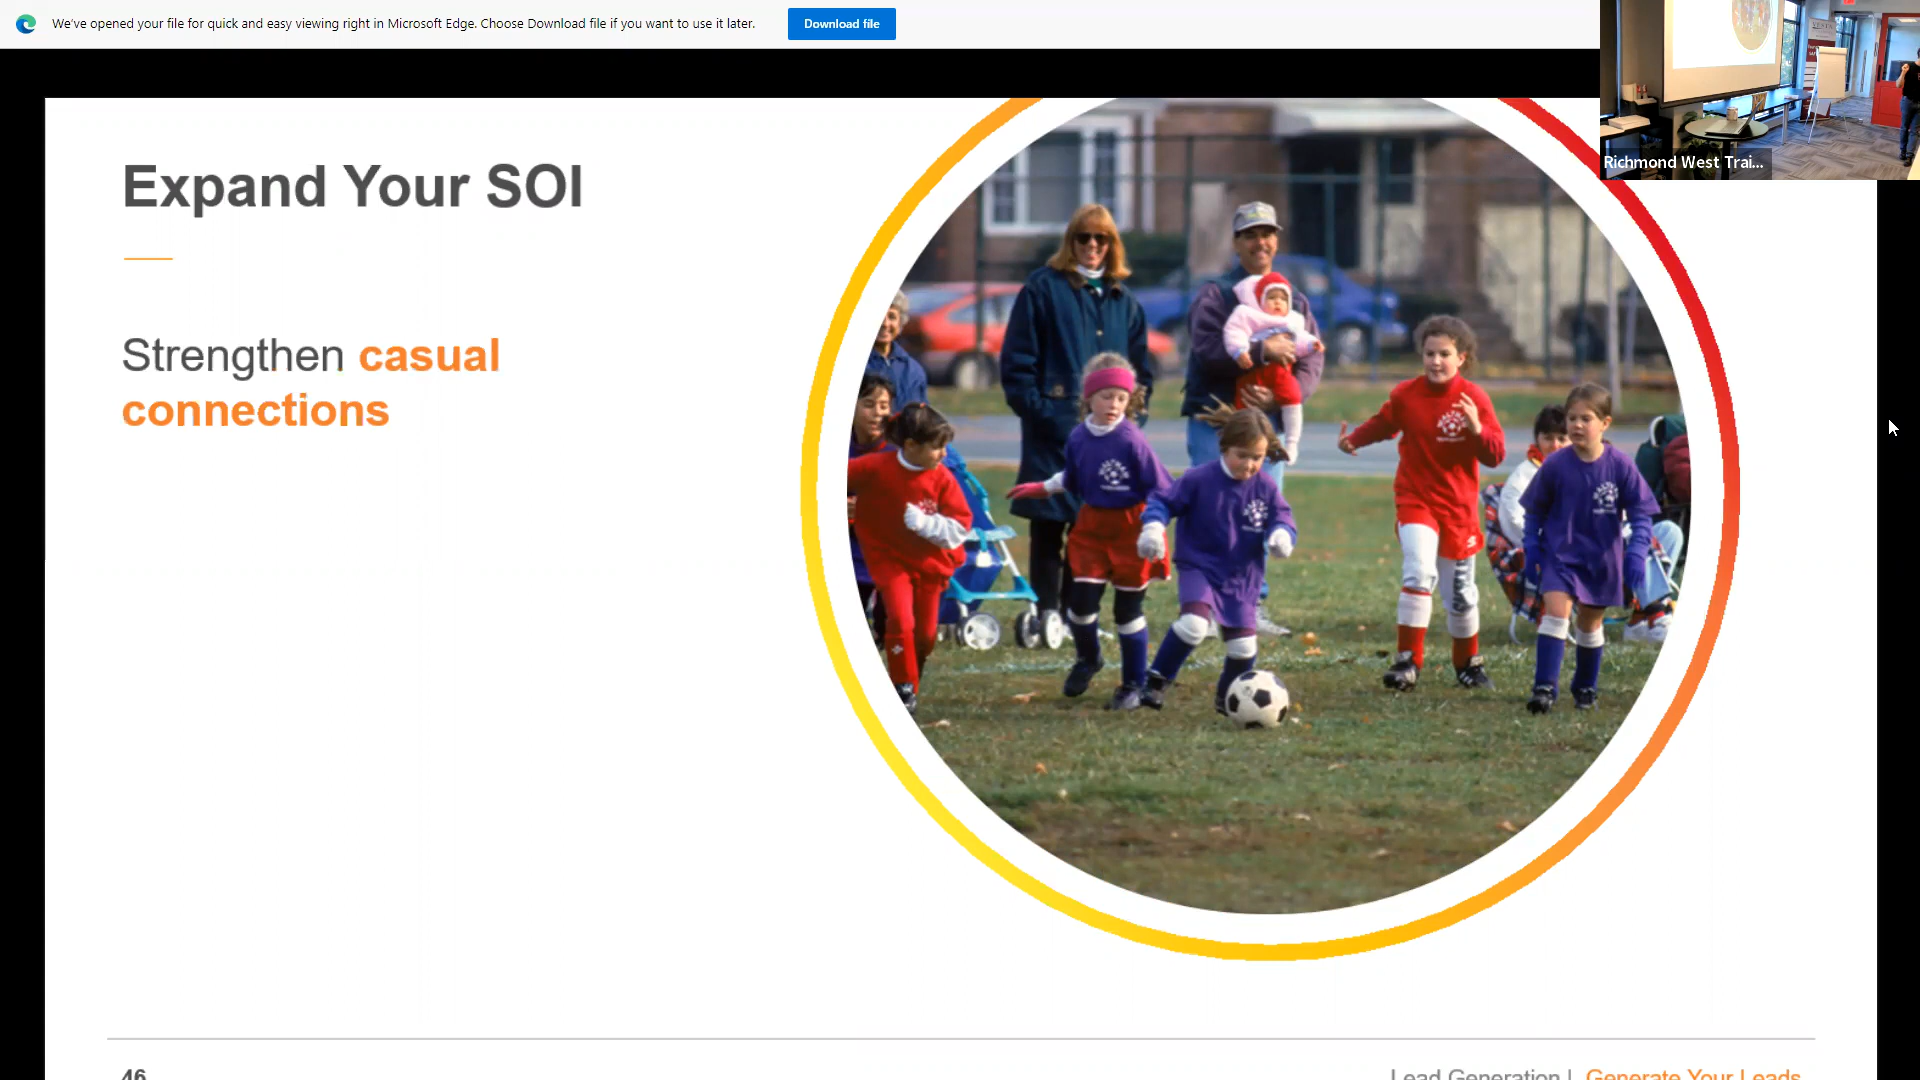 We've opened your file for quick and easy viewing right in Microsoft Edge. Choose Download file if you want to use it later.
Download file
Richmond West Trai...
Expand Your SOI
Strengthen casual
connections
46
Lead Generation | Generate Your Leads